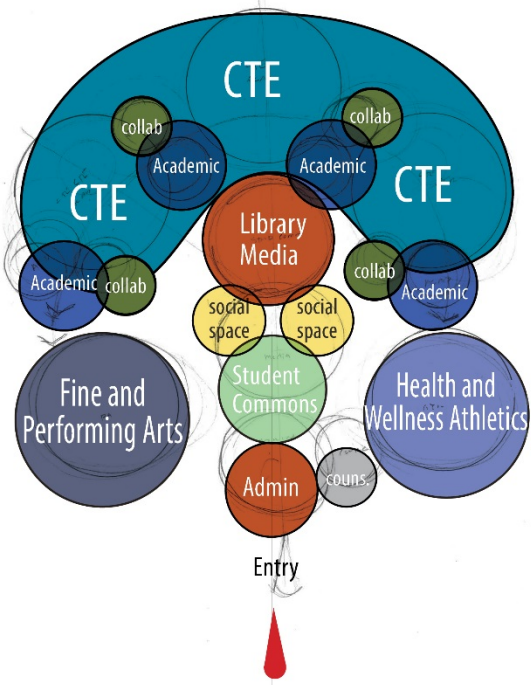 CTE
collab
collab
Academic
Academic
CTE
CTE
Library
Media
Academic
collab
collab
Academic
social
space
social
space
Student
Commons
Fine and
Performing Arts
Health and
Wellness Athletics
Admin
couns.
Entry